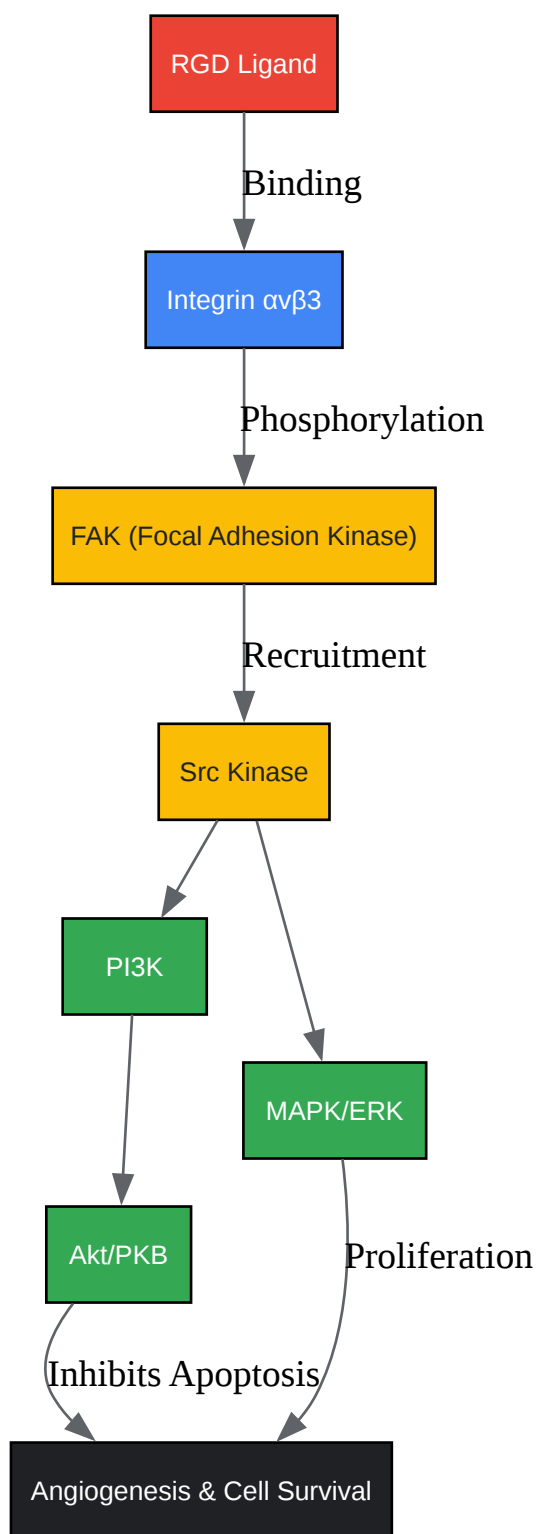 RGD Ligand
Binding
Integrin αvβ3
Phosphorylation
FAK (Focal Adhesion Kinase)
Recruitment
Src Kinase
PI3K
MAPK/ERK
Akt/PKB
Proliferation
Inhibits Apoptosis
Angiogenesis & Cell Survival